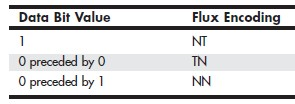 Data Bit Value Flux Encoding
1 NT
0 preceded by 0 TN
0 preceded by 1 NN